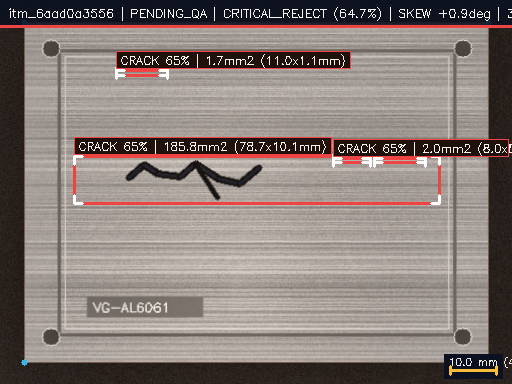 itm_6aad0a3556 | PENDING_QA | CRITICAL_REJECT (64.7%) | SKEW +0.9deg | 3
CRACK 65% | 1.7mm2 (11.0x1.1mm)
CRACK 65% | 185.8mm2 (78.7x10.1mm)
CRACK 65% | 2.0mm2 (8.0x
VG-AL6061
10.0 mm (